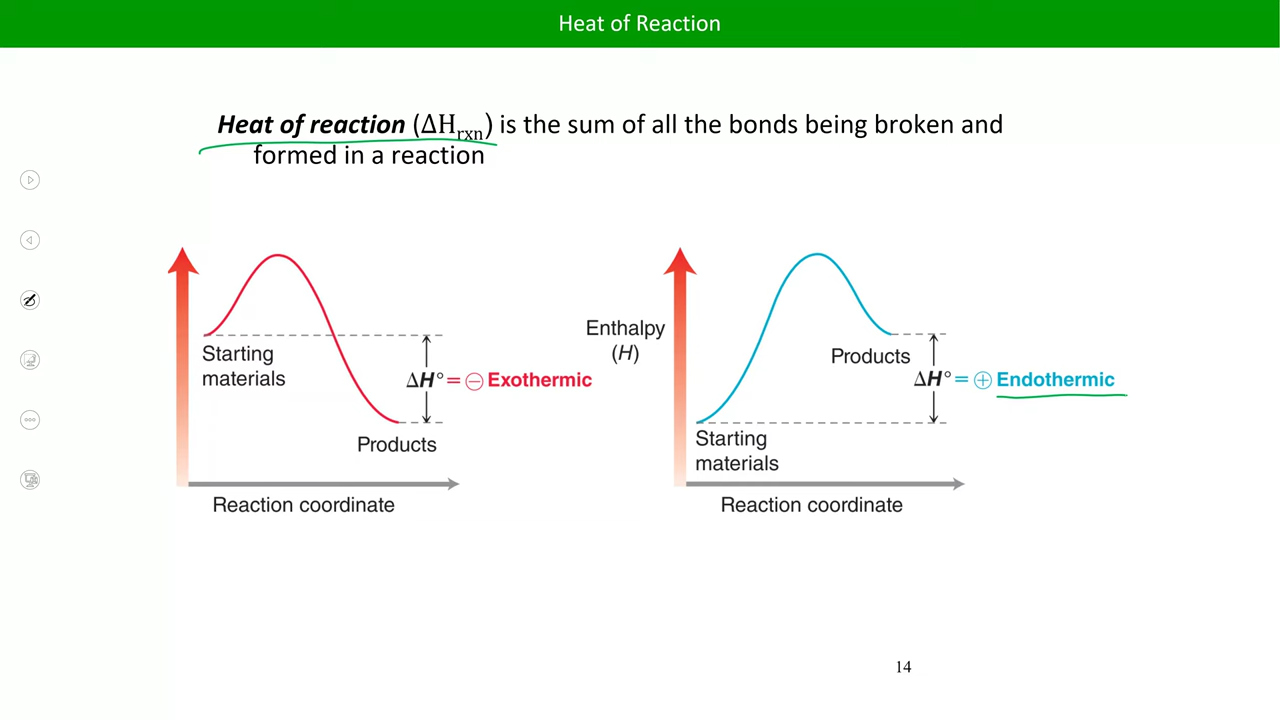 Heat of Reaction
Heat of reaction (ΔHrxn) is the sum of all the bonds being broken and
formed in a reaction
Starting
materials
ΔH° = ⊖ Exothermic
Products
Reaction coordinate
Enthalpy
(H)
Products
ΔH° = ⊕ Endothermic
Starting
materials
Reaction coordinate
14